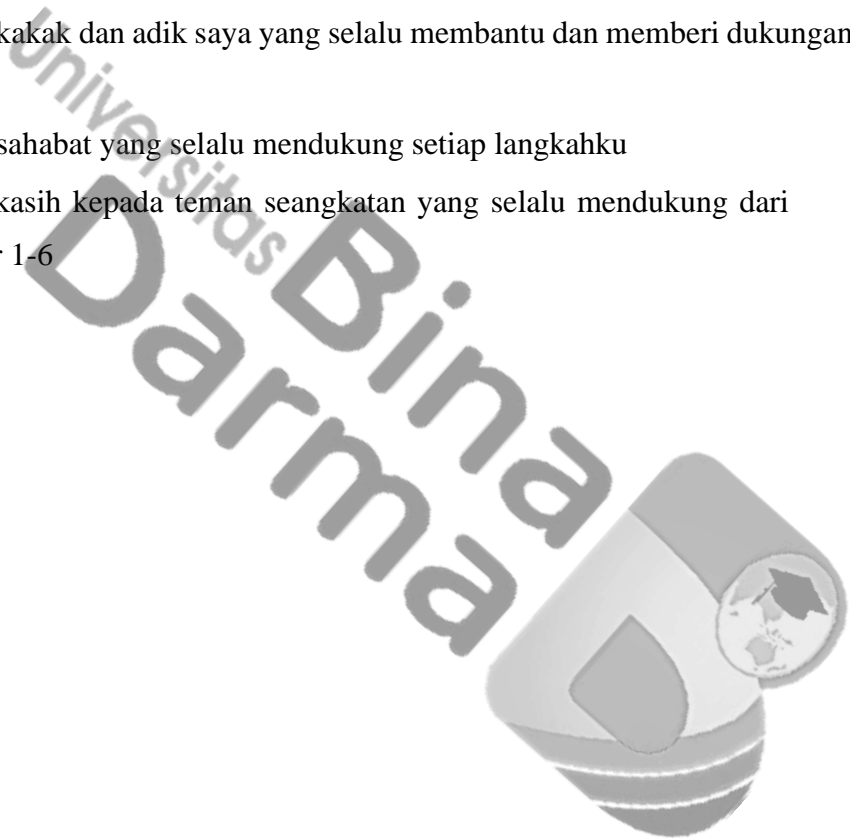 kakak dan adik saya yang selalu membantu dan memberi dukungan
sahabat yang selalu mendukung setiap langkahku
kasih kepada teman seangkatan yang selalu mendukung dari
1-6
Universitas
Bina
Darma